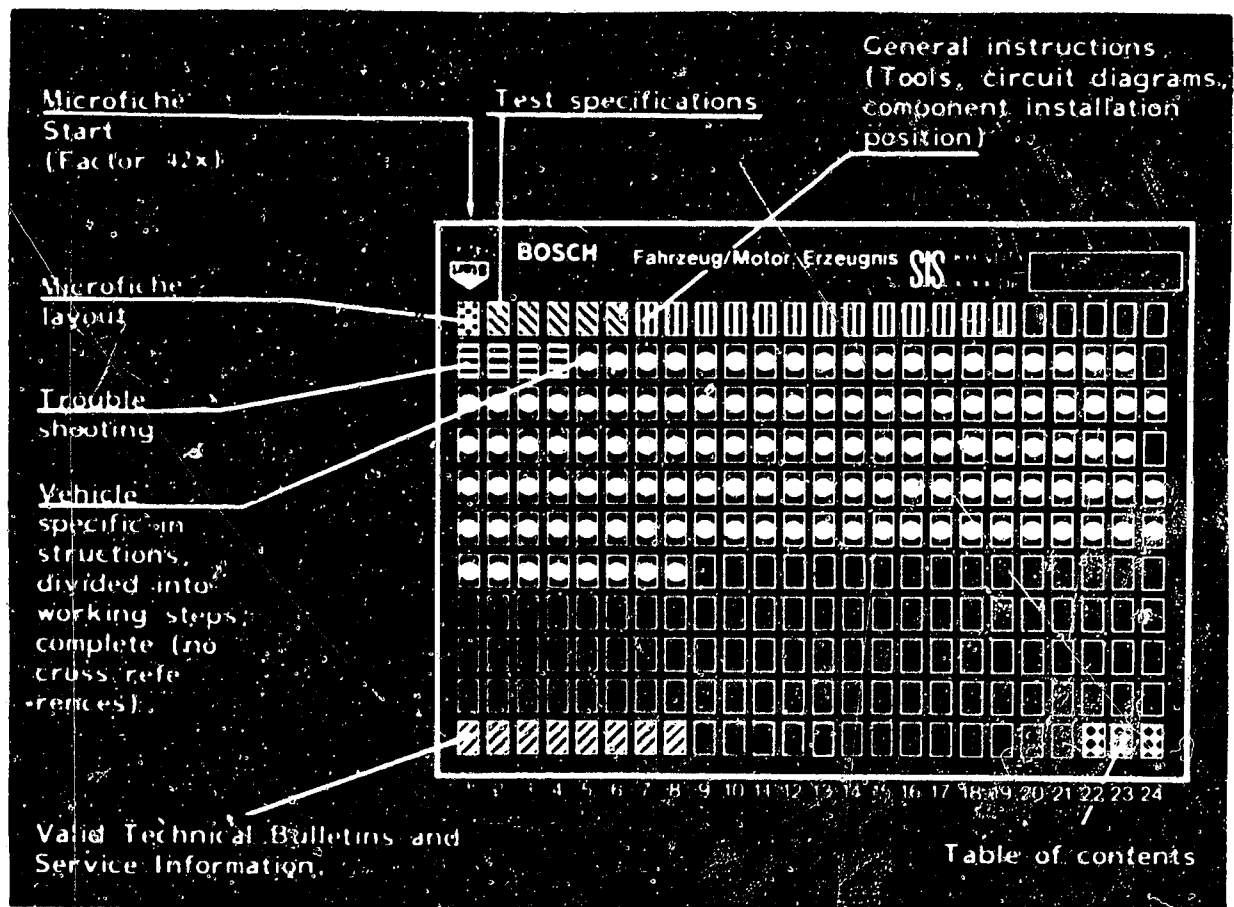 General instructions
(Tools, circuit diagrams,
component installation
position)
Microfiche
Start
(Factor 42x)
Test specifications
BOSCH Fahrzeug/Motor Erzeugnis SIS
Microfiche
layout
Trouble
shooting
Vehicle
specific in
structions,
divided into
working steps,
complete (no
cross refe
rences).
1 2 3 4 5 6 7 8 9 10 11 12 13 14 15 16 17 18 19 20 21 22 23 24
Valid Technical Bulletins and
Service Information.
Table of contents